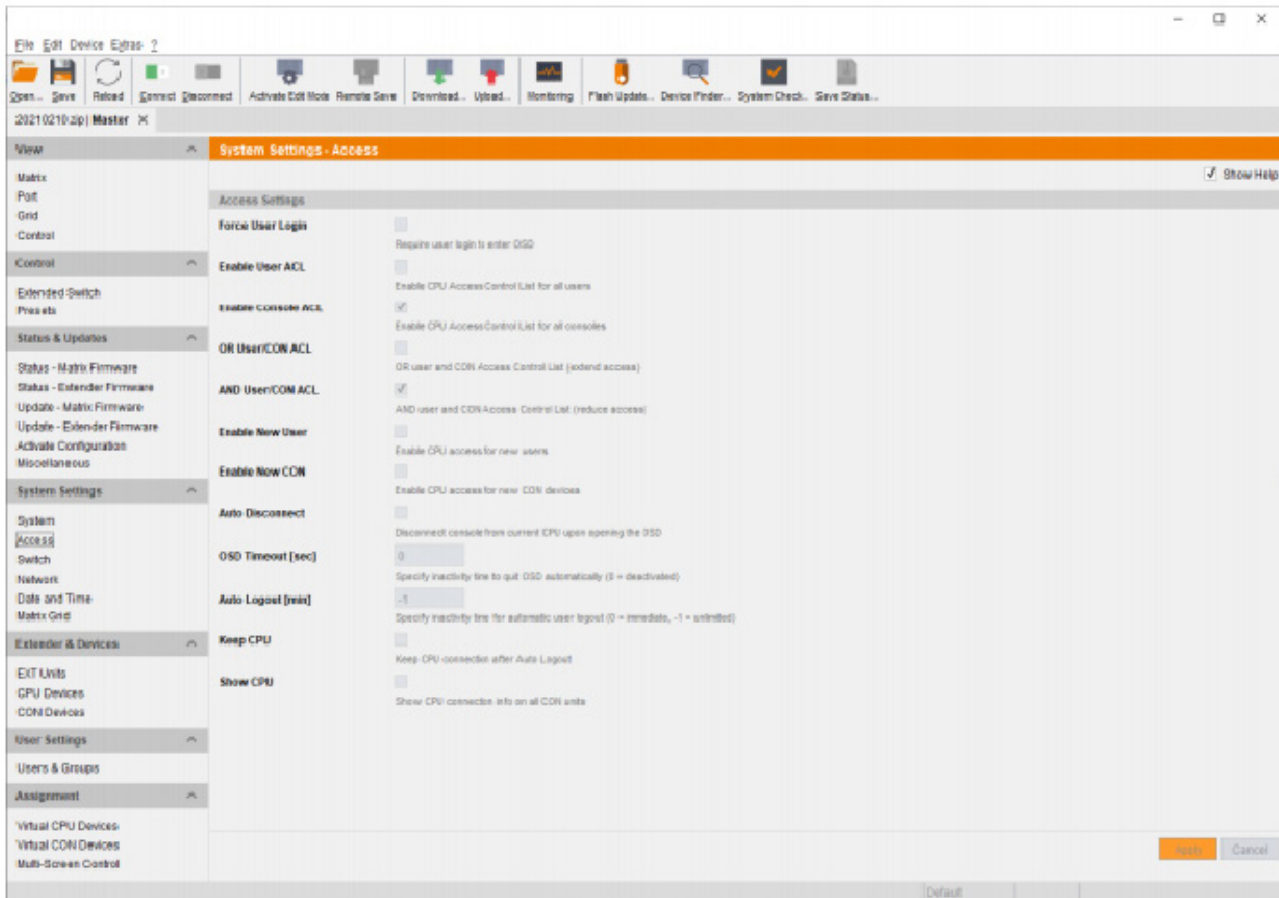 File Edit Device Extras ?
Open... Save Reload Connect Disconnect Activate Edit Mode Remote Save Download... Upload... Monitoring Flash Update... Device Finder... System Check... Save Status...
20210210.zip| Master
View
Matrix
Port
Grid
Control
Control
Extended Switch
Presets
Status & Updates
Status - Matrix Firmware
Status - Extender Firmware
Update - Matrix Firmware
Update - Extender Firmware
Activate Configuration
Miscellaneous
System Settings
System
Access
Switch
Network
Date and Time
Matrix Grid
Extender & Devices
EXT Units
CPU Devices
CON Devices
User Settings
Users & Groups
Assignment
Virtual CPU Devices
Virtual CON Devices
Multi-Screen Control
System Settings - Access
Show Help
Access Settings
Force User Login
Require user login to enter OSD
Enable User ACL
Enable CPU Access Control List for all users
Enable Console ACL
Enable CPU Access Control List for all consoles
OR User/CON ACL
OR user and CON Access Control List (extend access)
AND User/CON ACL
AND user and CON Access Control List (reduce access)
Enable New User
Enable CPU access for new users
Enable New CON
Enable CPU access for new CON devices
Auto Disconnect
Disconnect console from current CPU upon opening the OSD
OSD Timeout [sec] 0
Specify inactivity time to quit OSD automatically (0 = deactivated)
Auto Logout [min] -1
Specify inactivity time for automatic user logout (0 = immediate, -1 = unlimited)
Keep CPU
Keep CPU connection after Auto Logout
Show CPU
Show CPU connection info on all CON units
Apply Cancel
Default